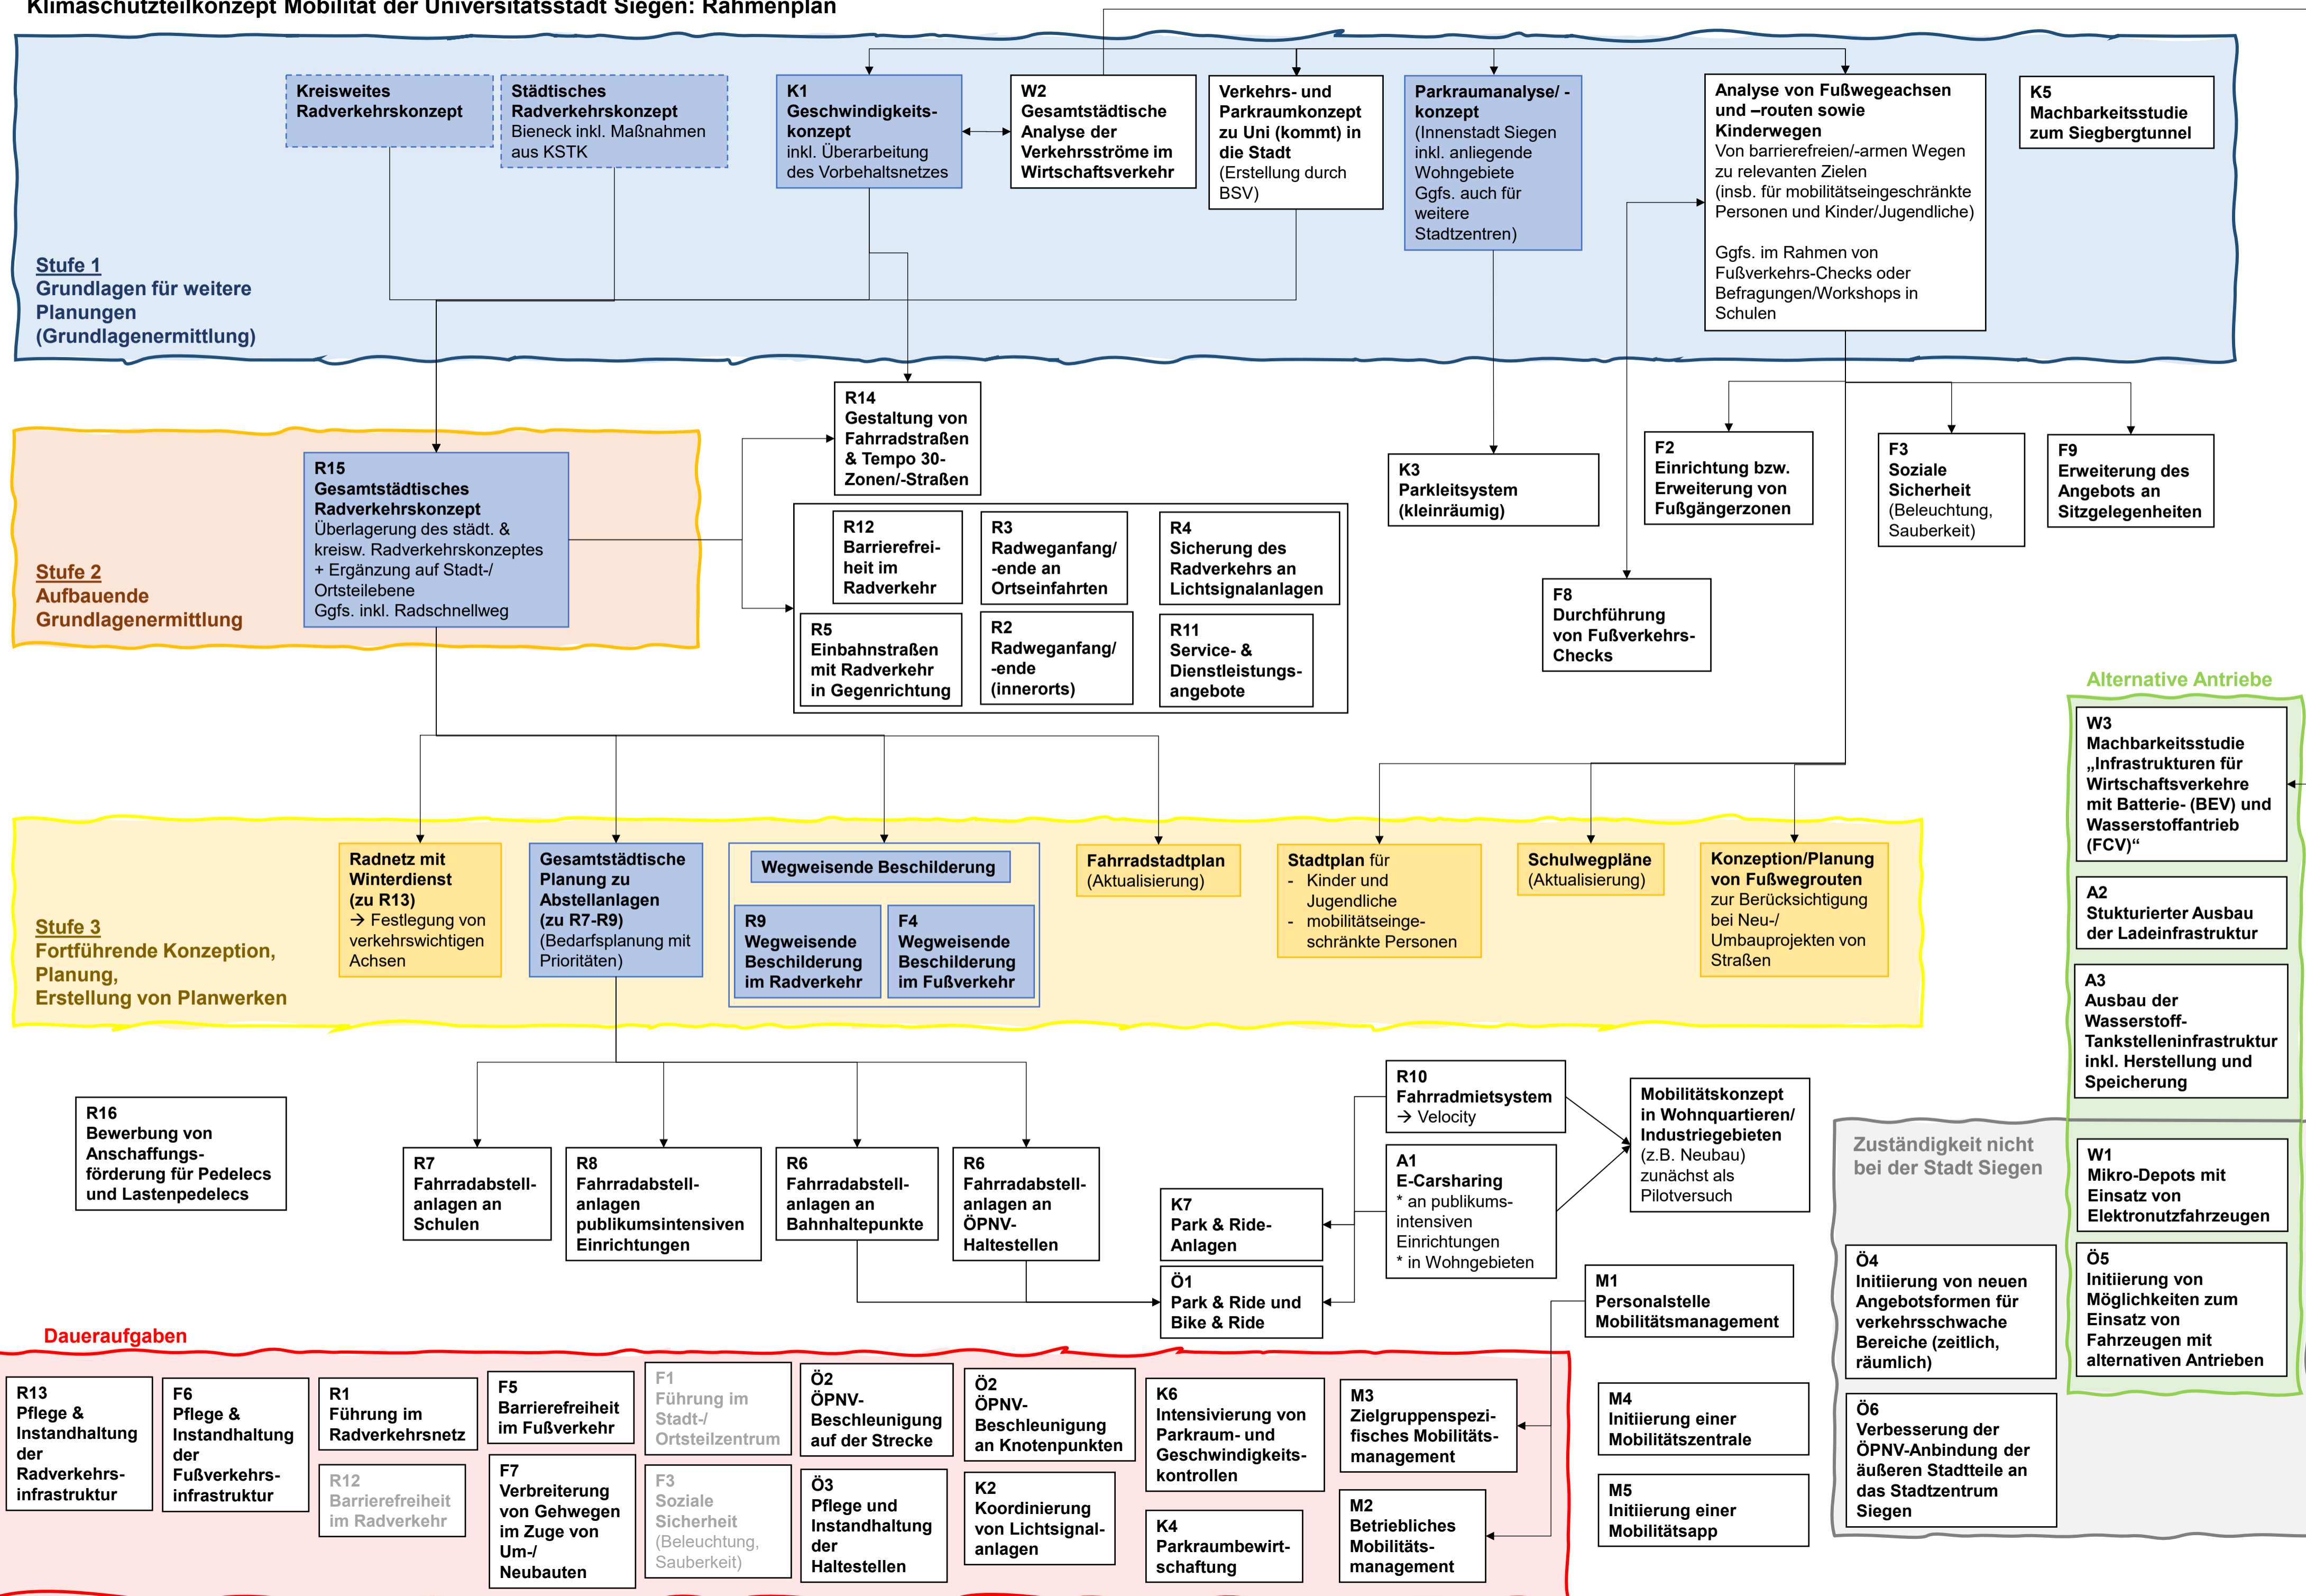 Klimaschutzteilkonzept Mobilität der Universitätsstadt Siegen: Rahmenplan
Kreisweites
Radverkehrskonzept
Städtisches
Radverkehrskonzept
Bieneck inkl. Maßnahmen
aus KSTK
K1
Geschwindigkeits-
konzept
inkl. Überarbeitung
des Vorbehaltsnetzes
W2
Gesamtstädtische
Analyse der
Verkehrsströme im
Wirtschaftsverkehr
Verkehrs- und
Parkraumkonzept
zu Uni (kommt) in
die Stadt
(Erstellung durch
BSV)
Parkraumanalyse/ -
konzept
(Innenstadt Siegen
inkl. anliegende
Wohngebiete
Ggfs. auch für
weitere
Stadtzentren)
Analyse von Fußwegeachsen
und –routen sowie
Kinderwegen
Von barrierefreien/-armen Wegen
zu relevanten Zielen
(insb. für mobilitätseingeschränkte
Personen und Kinder/Jugendliche)
Ggfs. im Rahmen von
Fußverkehrs-Checks oder
Befragungen/Workshops in
Schulen
K5
Machbarkeitsstudie
zum Siegbergtunnel
Stufe 1
Grundlagen für weitere
Planungen
(Grundlagenermittlung)
R14
Gestaltung von
Fahrradstraßen
& Tempo 30-
Zonen/-Straßen
K3
Parkleitsystem
(kleinräumig)
F2
Einrichtung bzw.
Erweiterung von
Fußgängerzonen
F3
Soziale
Sicherheit
(Beleuchtung,
Sauberkeit)
F9
Erweiterung des
Angebots an
Sitzgelegenheiten
R15
Gesamtstädtisches
Radverkehrskonzept
Überlagerung des städt. &
kreisw. Radverkehrskonzeptes
+ Ergänzung auf Stadt-/
Ortsteilebene
Ggfs. inkl. Radschnellweg
Stufe 2
Aufbauende
Grundlagenermittlung
R12
Barrierefrei-
heit im
Radverkehr
R3
Radweganfang/
-ende an
Ortseinfahrten
R4
Sicherung des
Radverkehrs an
Lichtsignalanlagen
R5
Einbahnstraßen
mit Radverkehr
in Gegenrichtung
R2
Radweganfang/
-ende
(innerorts)
R11
Service- &
Dienstleistungs-
angebote
F8
Durchführung
von Fußverkehrs-
Checks
Alternative Antriebe
W3
Machbarkeitsstudie
„Infrastrukturen für
Wirtschaftsverkehre
mit Batterie- (BEV) und
Wasserstoffantrieb
(FCV)“
A2
Stukturierter Ausbau
der Ladeinfrastruktur
A3
Ausbau der
Wasserstoff-
Tankstelleninfrastruktur
inkl. Herstellung und
Speicherung
Stufe 3
Fortführende Konzeption,
Planung,
Erstellung von Planwerken
Radnetz mit
Winterdienst
(zu R13)
→ Festlegung von
verkehrswichtigen
Achsen
Gesamtstädtische
Planung zu
Abstellanlagen
(zu R7-R9)
(Bedarfsplanung mit
Prioritäten)
Wegweisende Beschilderung
R9
Wegweisende
Beschilderung
im Radverkehr
F4
Wegweisende
Beschilderung
im Fußverkehr
Fahrradstadtplan
(Aktualisierung)
Stadtplan für
- Kinder und
Jugendliche
- mobilitätseinge-
schränkte Personen
Schulwegpläne
(Aktualisierung)
Konzeption/Planung
von Fußwegrouten
zur Berücksichtigung
bei Neu-/
Umbauprojekten von
Straßen
R16
Bewerbung von
Anschaffungs-
förderung für Pedelecs
und Lastenpedelecs
R7
Fahrradabstell-
anlagen an
Schulen
R8
Fahrradabstell-
anlagen
publikumsintensiven
Einrichtungen
R6
Fahrradabstell-
anlagen an
Bahnhaltepunkte
R6
Fahrradabstell-
anlagen an
ÖPNV-
Haltestellen
K7
Park & Ride-
Anlagen
Ö1
Park & Ride und
Bike & Ride
R10
Fahrradmietsystem
→ Velocity
A1
E-Carsharing
* an publikums-
intensiven
Einrichtungen
* in Wohngebieten
Mobilitätskonzept
in Wohnquartieren/
Industriegebieten
(z.B. Neubau)
zunächst als
Pilotversuch
M1
Personalstelle
Mobilitätsmanagement
M4
Initiierung einer
Mobilitätszentrale
M5
Initiierung einer
Mobilitätsapp
Zuständigkeit nicht
bei der Stadt Siegen
W1
Mikro-Depots mit
Einsatz von
Elektronutzfahrzeugen
Ö4
Initiierung von neuen
Angebotsformen für
verkehrsschwache
Bereiche (zeitlich,
räumlich)
Ö5
Initiierung von
Möglichkeiten zum
Einsatz von
Fahrzeugen mit
alternativen Antrieben
Ö6
Verbesserung der
ÖPNV-Anbindung der
äußeren Stadtteile an
das Stadtzentrum
Siegen
Daueraufgaben
R13
Pflege &
Instandhaltung
der
Radverkehrs-
infrastruktur
F6
Pflege &
Instandhaltung
der
Fußverkehrs-
infrastruktur
R1
Führung im
Radverkehrsnetz
R12
Barrierefreiheit
im Radverkehr
F5
Barrierefreiheit
im Fußverkehr
F7
Verbreiterung
von Gehwegen
im Zuge von
Um-/
Neubauten
F1
Führung im
Stadt-/
Ortsteilzentrum
F3
Soziale
Sicherheit
(Beleuchtung,
Sauberkeit)
Ö2
ÖPNV-
Beschleunigung
auf der Strecke
Ö3
Pflege und
Instandhaltung
der
Haltestellen
Ö2
ÖPNV-
Beschleunigung
an Knotenpunkten
K2
Koordinierung
von Lichtsignal-
anlagen
K6
Intensivierung von
Parkraum- und
Geschwindigkeits-
kontrollen
K4
Parkraumbewirt-
schaftung
M3
Zielgruppenspezi-
fisches Mobilitäts-
management
M2
Betriebliches
Mobilitäts-
management